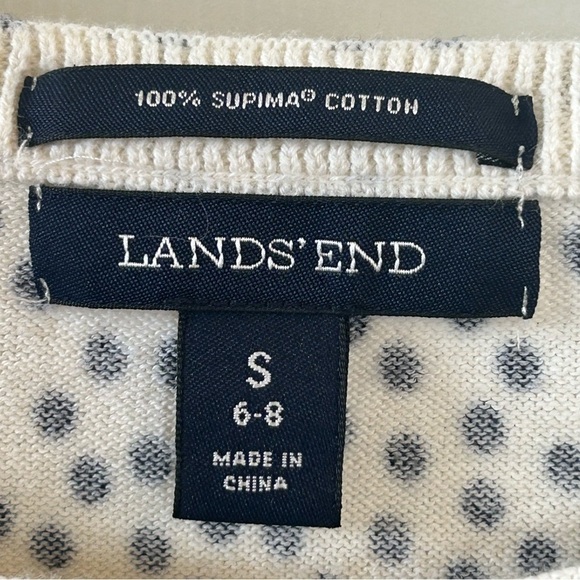 100% SUPIMA® COTTON
LANDS' END
S
6-8
MADE IN
CHINA